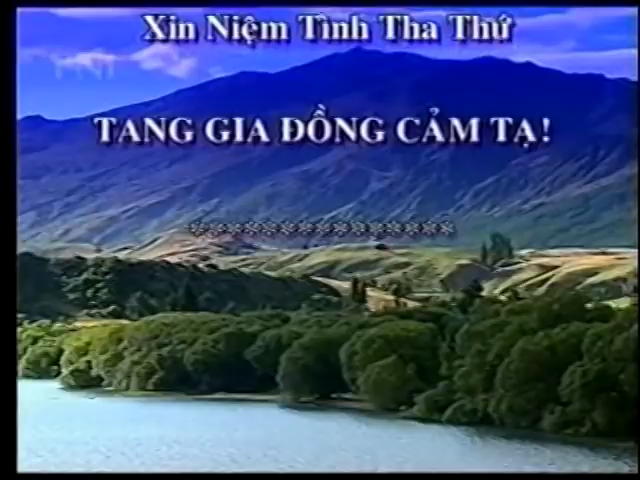 Xin Niệm Tình Tha Thứ
TANG GIA ĐỒNG CẢM TẠ!
********************